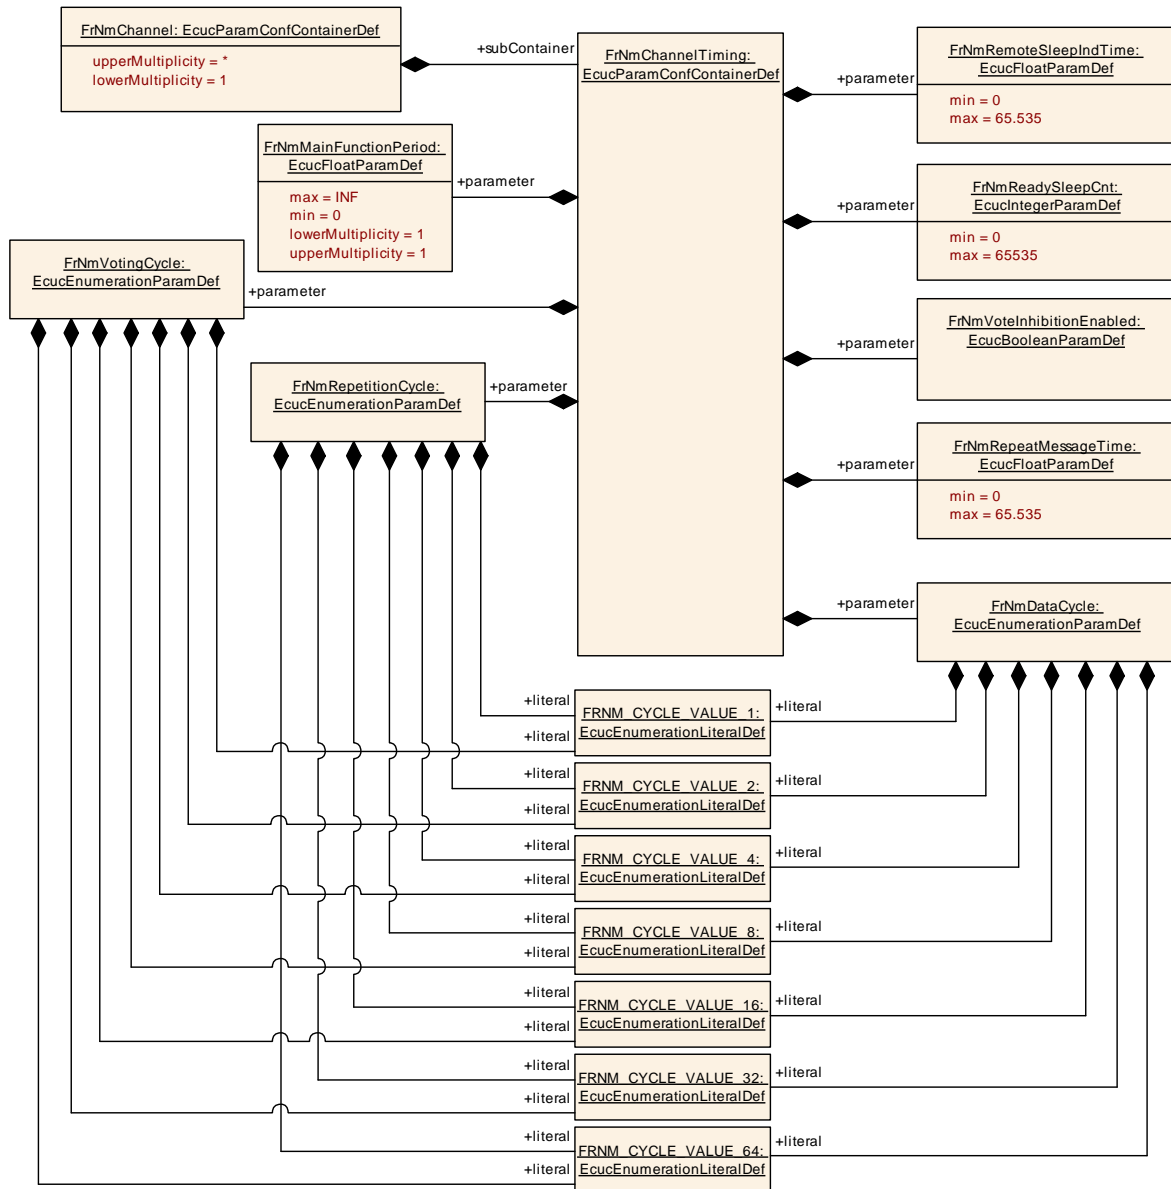 FrNmChannel: EcucParamConfContainerDef
upperMultiplicity = *
lowerMultiplicity = 1
+subContainer
FrNmChannelTiming:
EcucParamConfContainerDef
+parameter
FrNmRemoteSleepIndTime:
EcucFloatParamDef
min = 0
max = 65.535
FrNmMainFunctionPeriod:
EcucFloatParamDef
max = INF
min = 0
lowerMultiplicity = 1
upperMultiplicity = 1
+parameter
+parameter
FrNmReadySleepCnt:
EcucIntegerParamDef
min = 0
max = 65535
FrNmVotingCycle:
EcucEnumerationParamDef
+parameter
+parameter
FrNmVoteInhibitionEnabled:
EcucBooleanParamDef
FrNmRepetitionCycle:
EcucEnumerationParamDef
+parameter
+parameter
FrNmRepeatMessageTime:
EcucFloatParamDef
min = 0
max = 65.535
+parameter
FrNmDataCycle:
EcucEnumerationParamDef
+literal
+literal
FRNM_CYCLE_VALUE_1:
EcucEnumerationLiteralDef
+literal
+literal
+literal
FRNM_CYCLE_VALUE_2:
EcucEnumerationLiteralDef
+literal
+literal
+literal
FRNM_CYCLE_VALUE_4:
EcucEnumerationLiteralDef
+literal
+literal
+literal
FRNM_CYCLE_VALUE_8:
EcucEnumerationLiteralDef
+literal
+literal
+literal
FRNM_CYCLE_VALUE_16:
EcucEnumerationLiteralDef
+literal
+literal
+literal
FRNM_CYCLE_VALUE_32:
EcucEnumerationLiteralDef
+literal
+literal
+literal
FRNM_CYCLE_VALUE_64:
EcucEnumerationLiteralDef
+literal